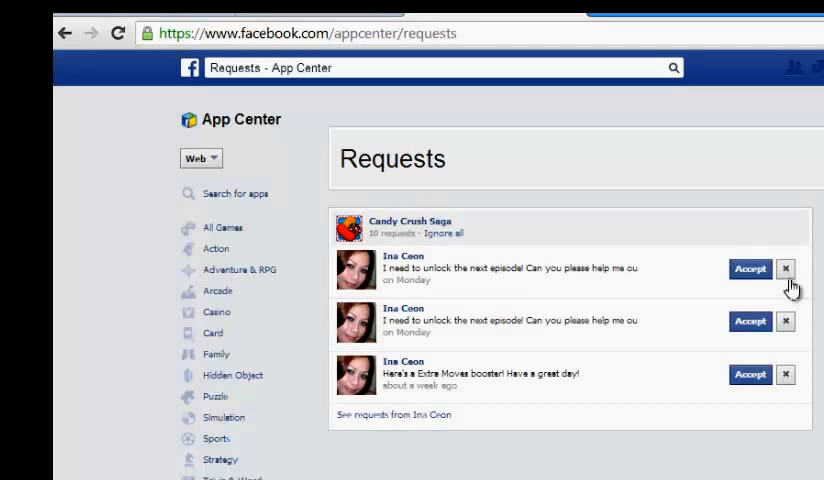 https://www.facebook.com/appcenter/requests
f Requests - App Center
App Center
Web
Search for apps
All Games
Action
Adventure & RPG
Arcade
Casino
Card
Family
Hidden Object
Puzzle
Simulation
Sports
Strategy
Requests
Candy Crush Saga
10 requests - Ignore all
Ina Ceon
I need to unlock the next episode! Can you please help me ou
on Monday
Accept x
Ina Ceon
I need to unlock the next episode! Can you please help me ou
on Monday
Accept x
Ina Ceon
Here's a Extra Moves booster! Have a great day!
about a week ago
Accept x
See requests from Ina Ceon